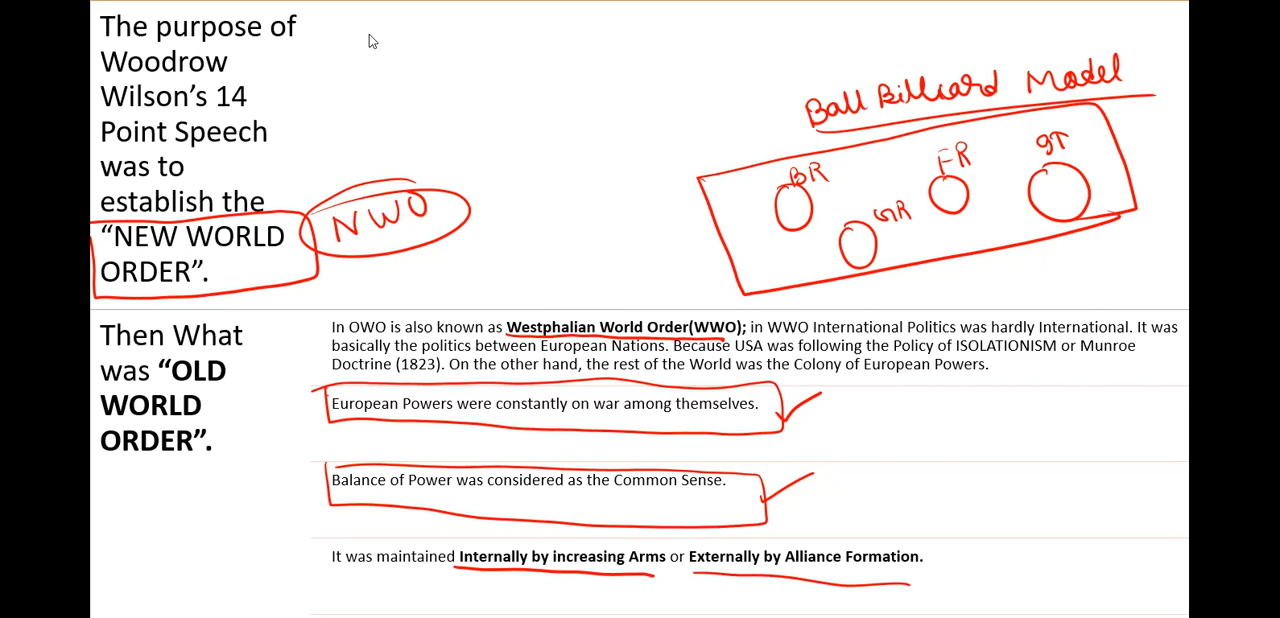 The purpose of
Woodrow
Wilson’s 14
Point Speech
was to
establish the
“NEW WORLD
ORDER”.
NWO
Ball Billiard Model
BR
GR
FR
IT
Then What
was “OLD
WORLD
ORDER”.
In OWO is also known as Westphalian World Order(WWO); in WWO International Politics was hardly International. It was
basically the politics between European Nations. Because USA was following the Policy of ISOLATIONISM or Munroe
Doctrine (1823). On the other hand, the rest of the World was the Colony of European Powers.
European Powers were constantly on war among themselves.
Balance of Power was considered as the Common Sense.
It was maintained Internally by increasing Arms or Externally by Alliance Formation.